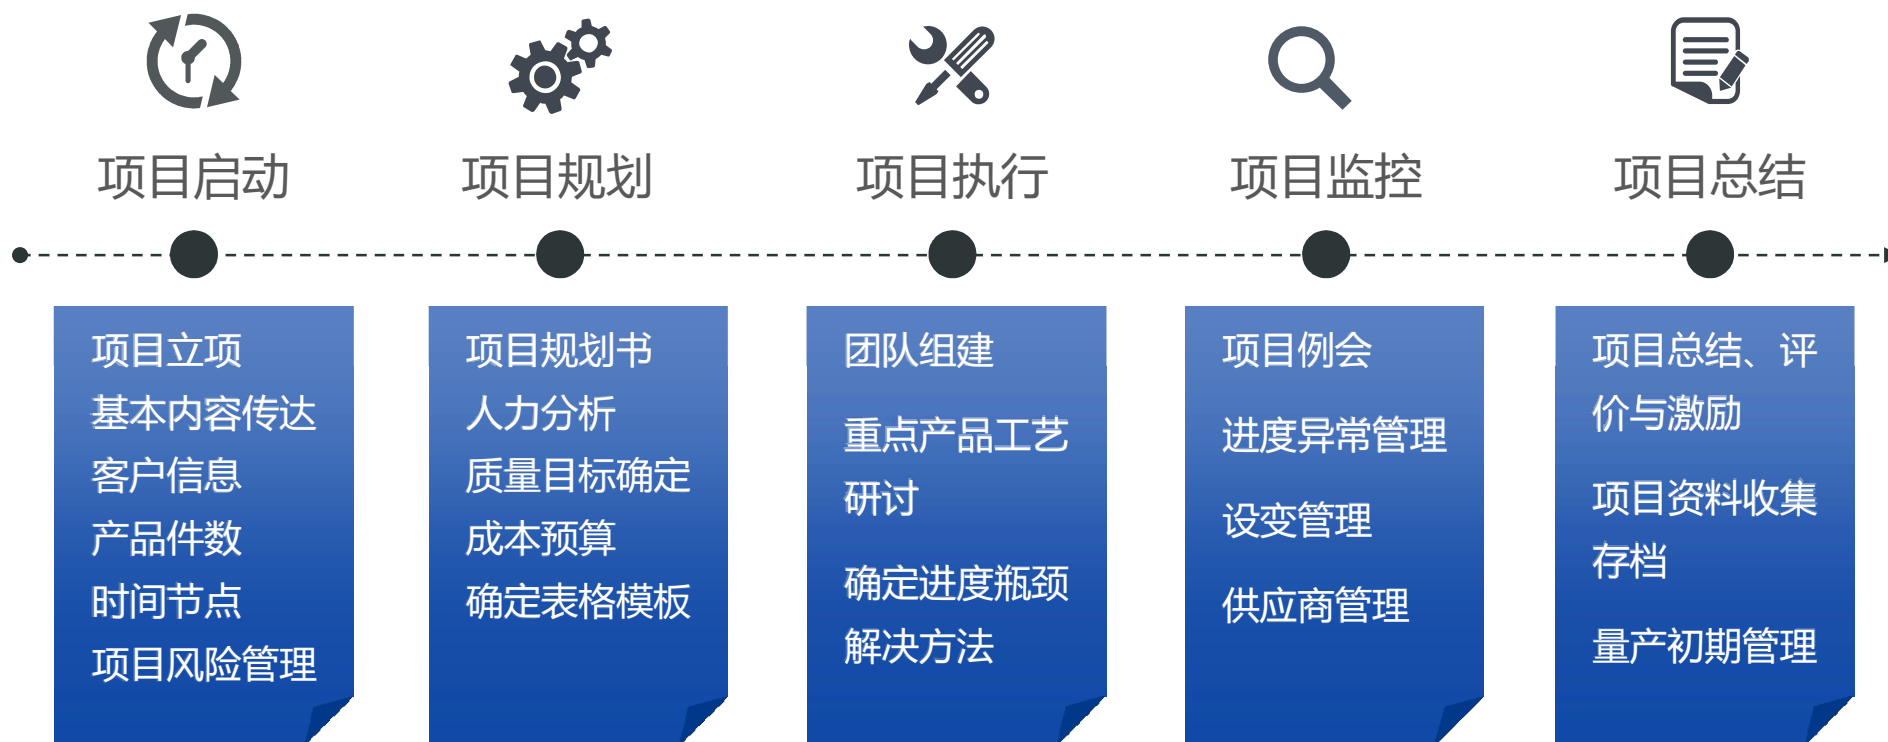 项目启动
项目规划
项目执行
项目监控
项目总结
项目立项
基本内容传达
客户信息
产品件数
时间节点
项目风险管理
项目规划书
人力分析
质量目标确定
成本预算
确定表格模板
团队组建
重点产品工艺
研讨
确定进度瓶颈
解决方法
项目例会
进度异常管理
设变管理
供应商管理
项目总结、评
价与激励
项目资料收集
存档
量产初期管理